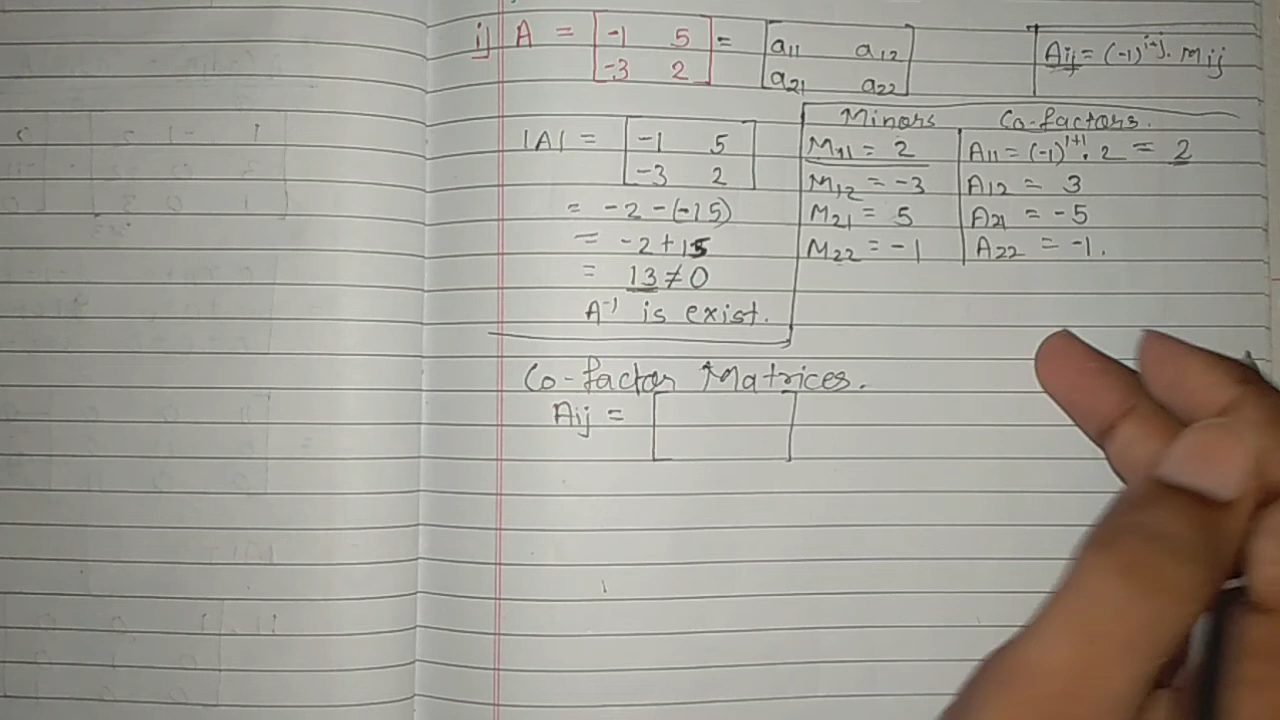 i) A = [ -1 5 -3 2 ] = [ a11 a12 a21 a22 ]
Aij = (-1)^i+j . Mij
|A| = | -1 5 -3 2 |
= -2 - (-15)
= -2 + 15
= 13 ≠ 0
A^-1 is exist.
Minors Co-factors.
M11 = 2 A11 = (-1)^1+1 . 2 = 2
M12 = -3 A12 = 3
M21 = 5 A21 = -5
M22 = -1 A22 = -1.
Co-factor Matrices.
Aij = [ ]